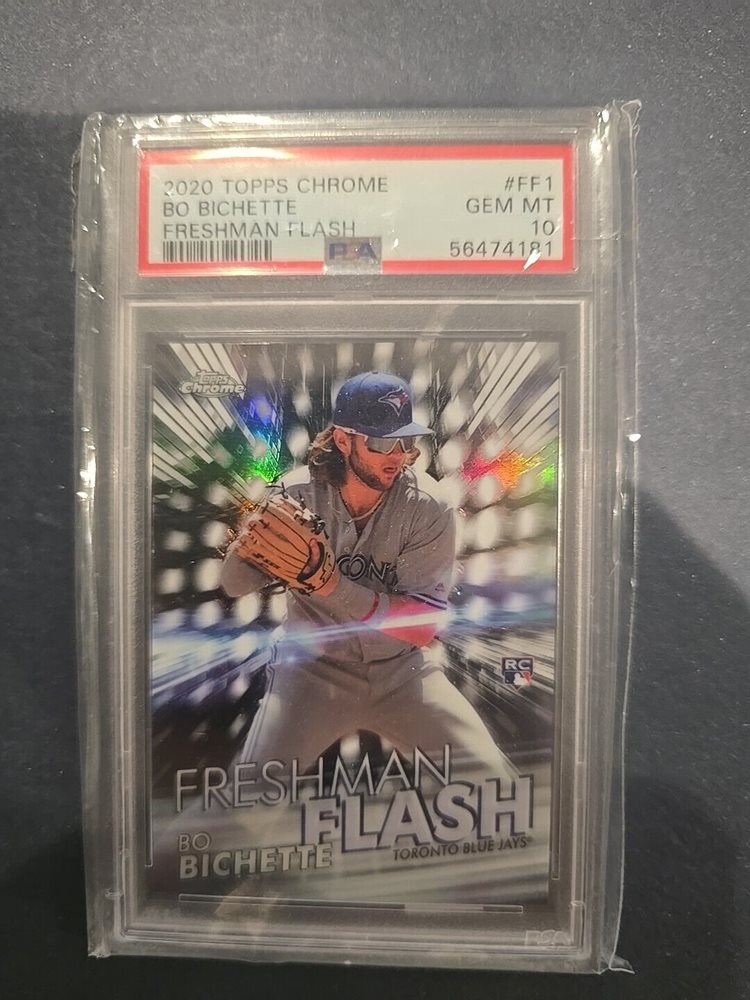 2020 TOPPS CHROME #FF1
BO BICHETTE GEM MT
FRESHMAN FLASH 10
PSA 56474181
Topps
Chrome
RC
FRESHMAN
FLASH
BO
BICHETTE
TORONTO BLUE JAYS
PSA